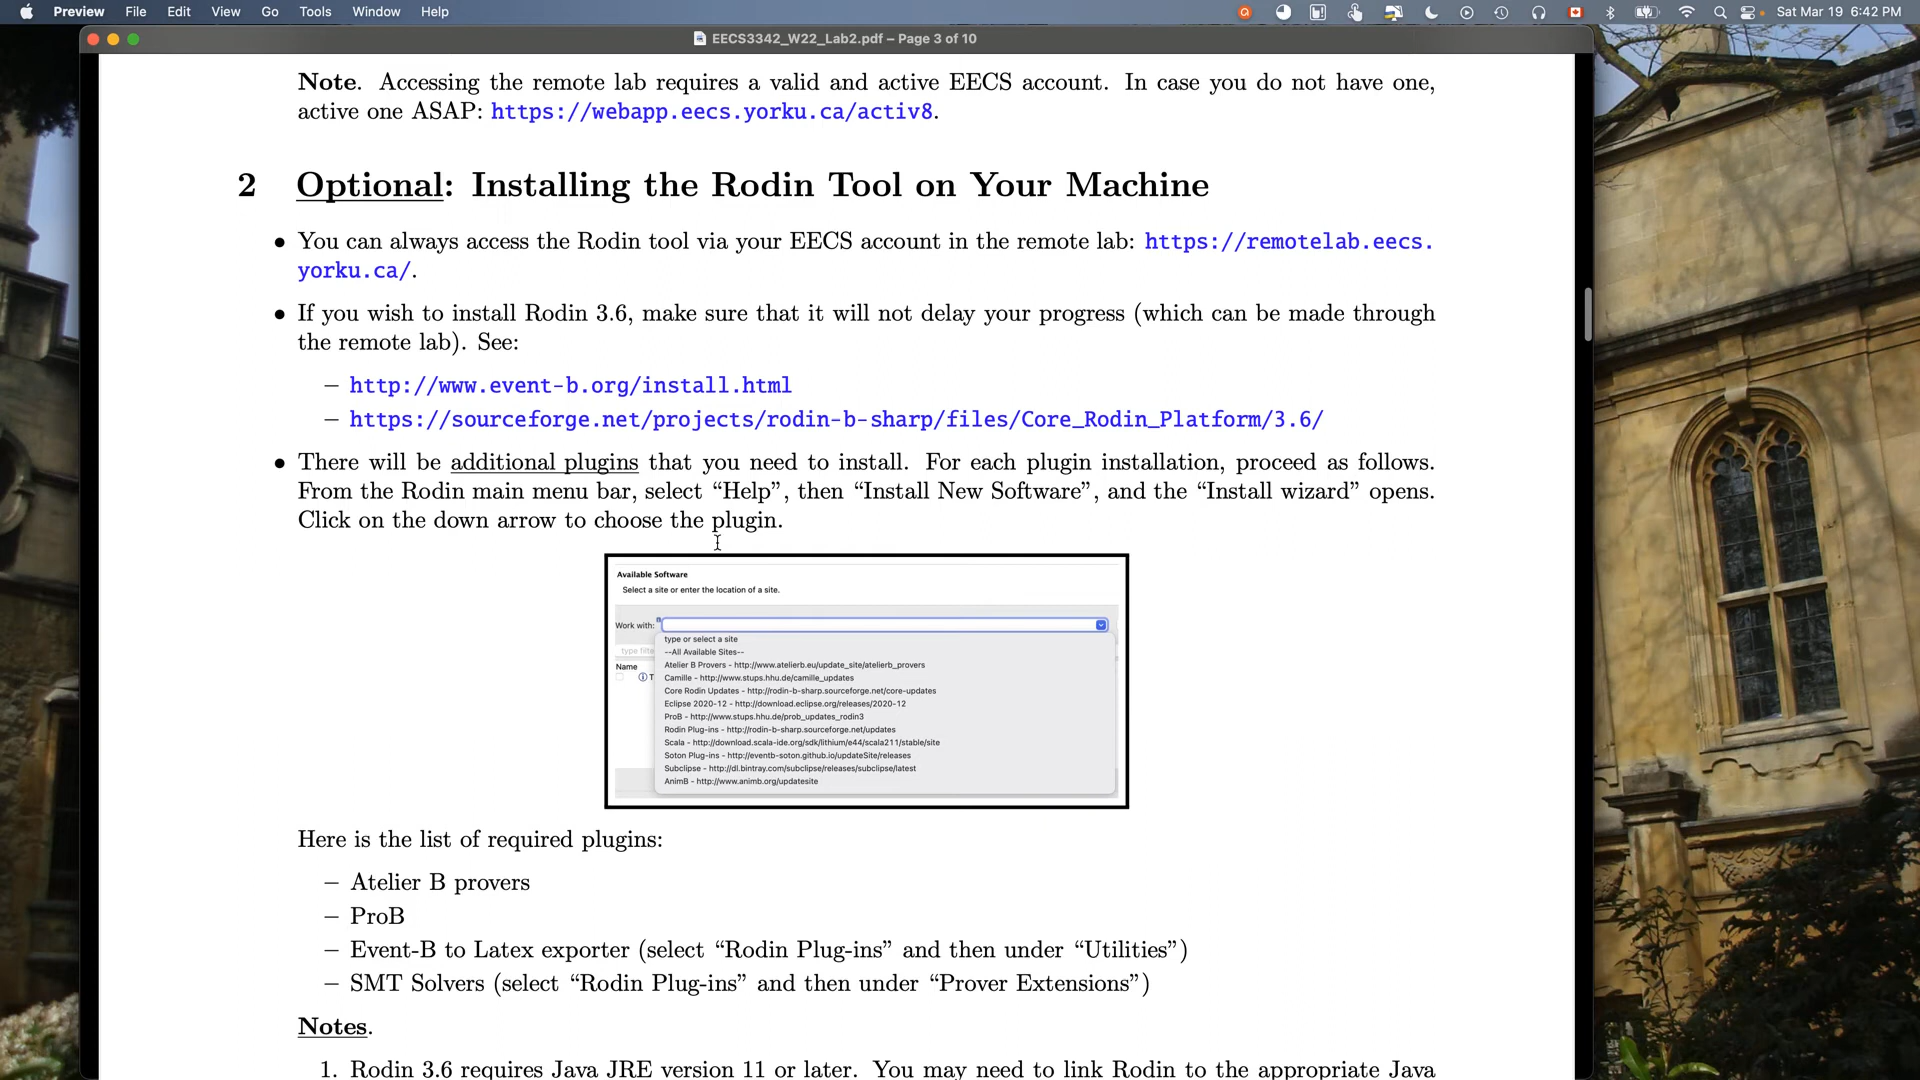 Preview File Edit View Go Tools Window Help Sat Mar 19 6:42 PM
EECS3342_W22_Lab2.pdf – Page 3 of 10
Note. Accessing the remote lab requires a valid and active EECS account. In case you do not have one,
active one ASAP: https://webapp.eecs.yorku.ca/activ8.
2 Optional: Installing the Rodin Tool on Your Machine
• You can always access the Rodin tool via your EECS account in the remote lab: https://remotelab.eecs.
yorku.ca/.
• If you wish to install Rodin 3.6, make sure that it will not delay your progress (which can be made through
the remote lab). See:
– http://www.event-b.org/install.html
– https://sourceforge.net/projects/rodin-b-sharp/files/Core_Rodin_Platform/3.6/
• There will be additional plugins that you need to install. For each plugin installation, proceed as follows.
From the Rodin main menu bar, select “Help”, then “Install New Software”, and the “Install wizard” opens.
Click on the down arrow to choose the plugin.
Available Software
Select a site or enter the location of a site.
Work with:
type or select a site
type filte
--All Available Sites--
Name
Atelier B Provers - http://www.atelierb.eu/update_site/atelierb_provers
T
Camille - http://www.stups.hhu.de/camille_updates
Core Rodin Updates - http://rodin-b-sharp.sourceforge.net/core-updates
Eclipse 2020-12 - http://download.eclipse.org/releases/2020-12
ProB - http://www.stups.hhu.de/prob_updates_rodin3
Rodin Plug-ins - http://rodin-b-sharp.sourceforge.net/updates
Scala - http://download.scala-ide.org/sdk/lithium/e44/scala211/stable/site
Soton Plug-ins - http://eventb-soton.github.io/updateSite/releases
Subclipse - http://dl.bintray.com/subclipse/releases/subclipse/latest
AnimB - http://www.animb.org/updatesite
Here is the list of required plugins:
– Atelier B provers
– ProB
– Event-B to Latex exporter (select “Rodin Plug-ins” and then under “Utilities”)
– SMT Solvers (select “Rodin Plug-ins” and then under “Prover Extensions”)
Notes.
1. Rodin 3.6 requires Java JRE version 11 or later. You may need to link Rodin to the appropriate Java